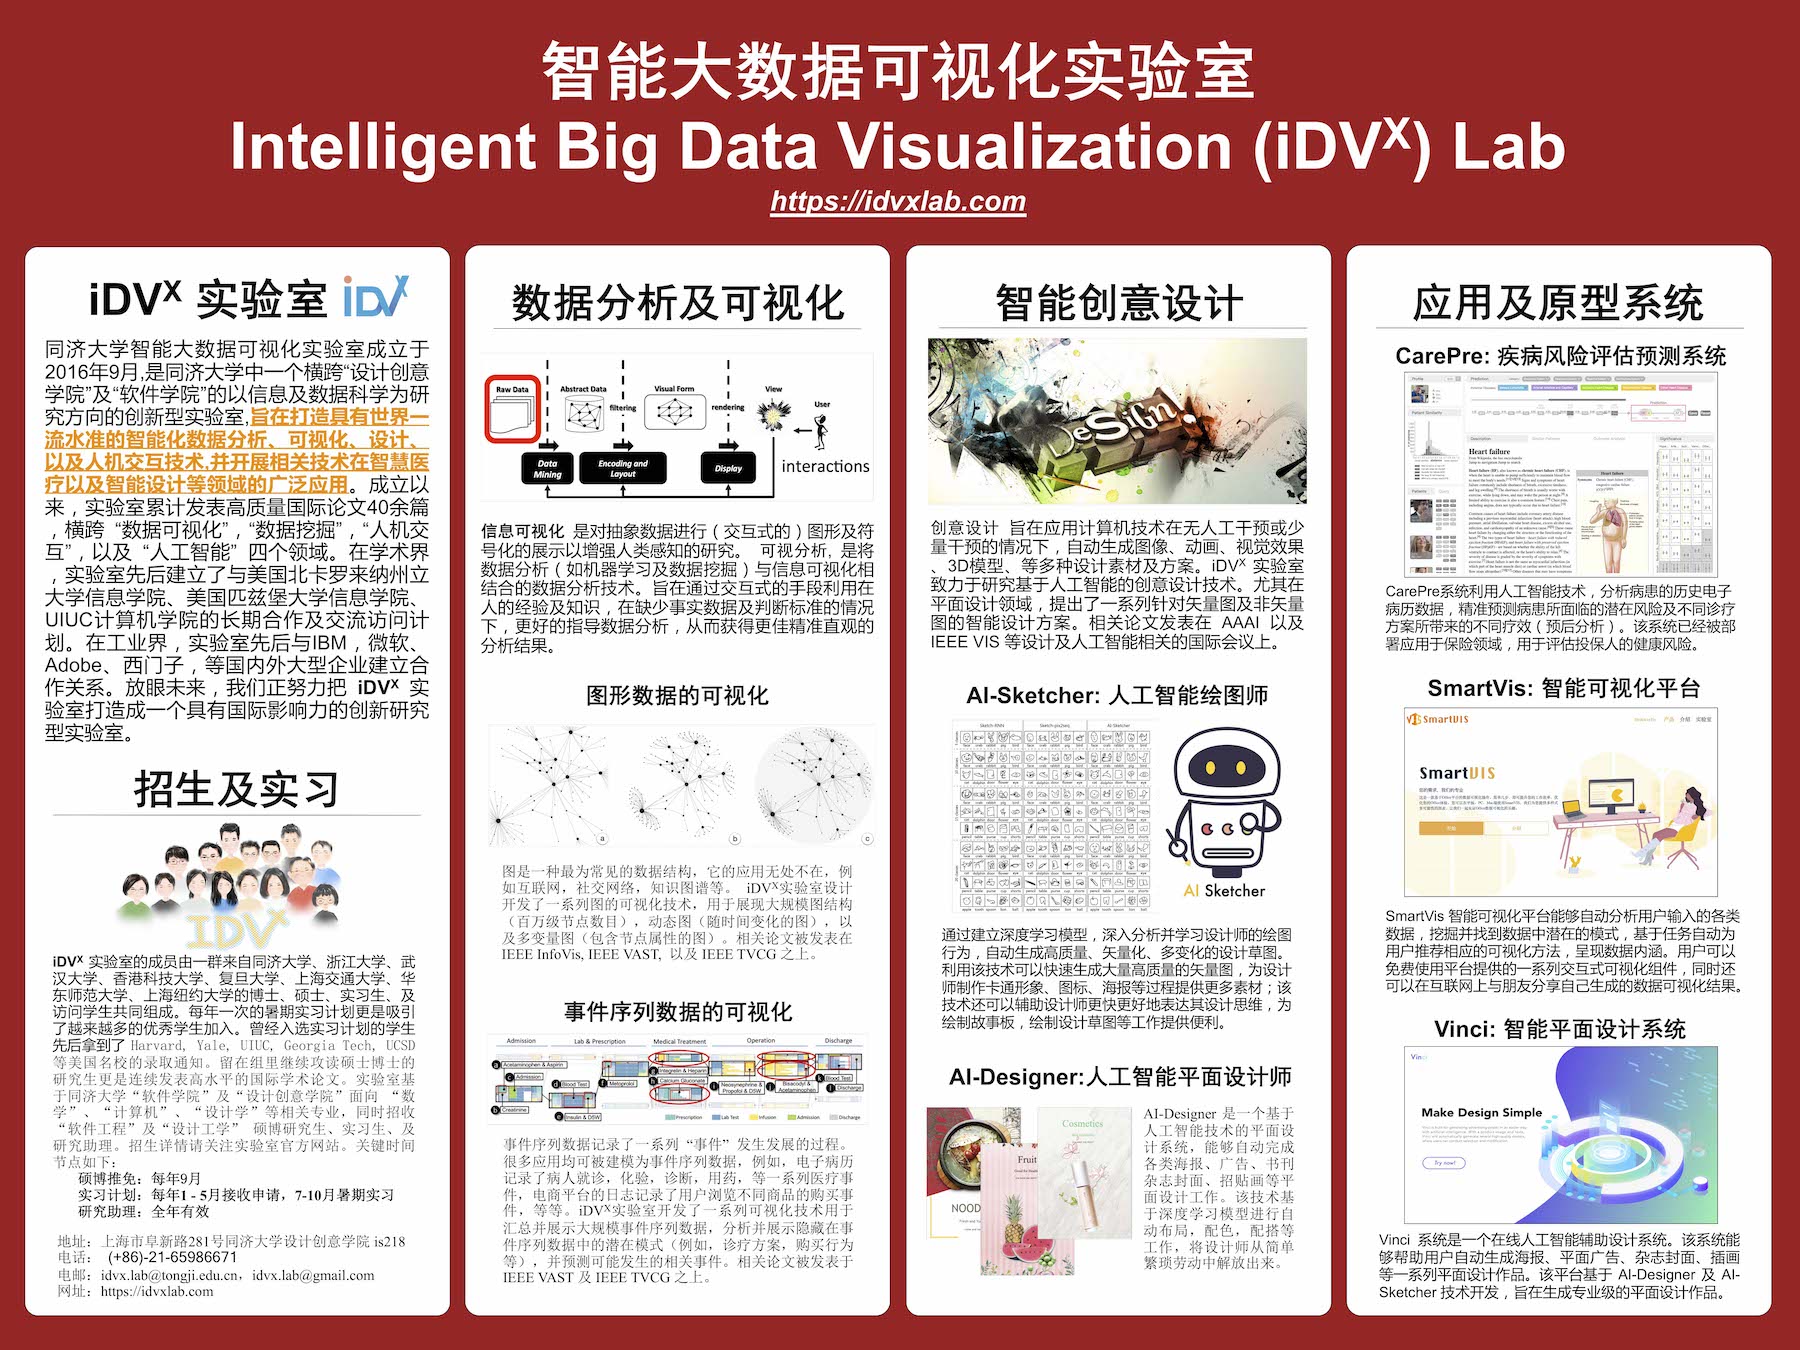 智能大数据可视化实验室
Intelligent Big Data Visualization (iDVX) Lab
https://idvxlab.com
iDVX 实验室 iDVX
同济大学智能大数据可视化实验室成立于
2016年9月,是同济大学中一个横跨“设计创意
学院”及“软件学院”的以信息及数据科学为研
究方向的创新型实验室,旨在打造具有世界一
流水准的智能化数据分析、可视化、设计、
以及人机交互技术,并开展相关技术在智慧医
疗以及智能设计等领域的广泛应用。成立以
来，实验室累计发表高质量国际论文40余篇
，横跨 “数据可视化”，“数据挖掘”，“人机交
互”，以及 “人工智能” 四个领域。在学术界
，实验室先后建立了与美国北卡罗来纳州立
大学信息学院、美国匹兹堡大学信息学院、
UIUC计算机学院的长期合作及交流访问计
划。在工业界，实验室先后与IBM，微软、
Adobe、西门子，等国内外大型企业建立合
作关系。放眼未来，我们正努力把 iDVX 实
验室打造成一个具有国际影响力的创新研究
型实验室。
招生及实习
IDVX
iDVX 实验室的成员由一群来自同济大学、浙江大学、武
汉大学、香港科技大学、复旦大学、上海交通大学、华
东师范大学、上海纽约大学的博士、硕士、实习生、及
访问学生共同组成。每年一次的暑期实习计划更是吸引
了越来越多的优秀学生加入。曾经入选实习计划的学生
先后拿到了 Harvard, Yale, UIUC, Georgia Tech, UCSD
等美国名校的录取通知。留在组里继续攻读硕士博士的
研究生更是连续发表高水平的国际学术论文。实验室基
于同济大学“软件学院”及“设计创意学院”面向 “数
学”、“计算机”、“设计学”等相关专业，同时招收
“软件工程”及“设计工学” 硕博研究生、实习生、及
研究助理。招生详情请关注实验室官方网站。关键时间
节点如下：
硕博推免：每年9月
实习计划：每年1 - 5月接收申请，7-10月暑期实习
研究助理：全年有效
地址：上海市阜新路281号同济大学设计创意学院 is218
电话： (+86)-21-65986671
电邮：idvx.lab@tongji.edu.cn，idvx.lab@gmail.com
网址：https://idvxlab.com
数据分析及可视化
Raw Data
Abstract Data
filtering
Visual Form
rendering
View
User
Data Mining
Encoding and Layout
Display
interactions
信息可视化 是对抽象数据进行（交互式的）图形及符
号化的展示以增强人类感知的研究。 可视分析, 是将
数据分析（如机器学习及数据挖掘）与信息可视化相
结合的数据分析技术。旨在通过交互式的手段利用在
人的经验及知识，在缺少事实数据及判断标准的情况
下，更好的指导数据分析，从而获得更佳精准直观的
分析结果。
图形数据的可视化
a
b
c
图是一种最为常见的数据结构，它的应用无处不在，例
如互联网，社交网络，知识图谱等。 iDVX实验室设计
开发了一系列图的可视化技术，用于展现大规模图结构
（百万级节点数目），动态图（随时间变化的图），以
及多变量图（包含节点属性的图）。相关论文被发表在
IEEE InfoVis, IEEE VAST, 以及 IEEE TVCG 之上。
事件序列数据的可视化
Admission
Lab & Prescription
Medical Treatment
Operation
Discharge
a Acetaminophen & Aspirin
c Admission
b Creatinine
d Blood Test
e Insulin & D5W
f Metoprolol
g Integrelin & Heparin
h Calcium Gluconate
i Neosynephrine & Propofol & D5W
j Bisacodyl & Acetaminophen
k Blood Test
l Discharge
Prescription
Lab Test
Infusion
Admission
Discharge
事件序列数据记录了一系列 “事件” 发生发展的过程。
很多应用均可被建模为事件序列数据，例如，电子病历
记录了病人就诊，化验，诊断，用药，等一系列医疗事
件，电商平台的日志记录了用户浏览不同商品的购买事
件，等等。iDVX实验室开发了一系列可视化技术用于
汇总并展示大规模事件序列数据，分析并展示隐藏在事
件序列数据中的潜在模式（例如，诊疗方案，购买行为
等），并预测可能发生的相关事件。相关论文被发表于
IEEE VAST 及 IEEE TVCG 之上。
智能创意设计
DeSiGn!
创意设计 旨在应用计算机技术在无人工干预或少
量干预的情况下，自动生成图像、动画、视觉效果
、3D模型、等多种设计素材及方案。iDVX 实验室
致力于研究基于人工智能的创意设计技术。尤其在
平面设计领域，提出了一系列针对矢量图及非矢量
图的智能设计方案。相关论文发表在 AAAI 以及
IEEE VIS 等设计及人工智能相关的国际会议上。
AI-Sketcher: 人工智能绘图师
Sketch-RNN
Sketch-pix2seq
AI-Sketcher
AI Sketcher
通过建立深度学习模型，深入分析并学习设计师的绘图
行为，自动生成高质量、矢量化、多变化的设计草图。
利用该技术可以快速生成大量高质量的矢量图，为设计
师制作卡通形象、图标、海报等过程提供更多素材；该
技术还可以辅助设计师更快更好地表达其设计思维，为
绘制故事板，绘制设计草图等工作提供便利。
AI-Designer:人工智能平面设计师
NOOD
Fruit
Cosmetics
AI-Designer 是一个基于
人工智能技术的平面设
计系统，能够自动完成
各类海报、广告、书刊
杂志封面、招贴画等平
面设计工作。该技术基
于深度学习模型进行自
动布局，配色，配搭等
工作，将设计师从简单
繁琐劳动中解放出来。
应用及原型系统
CarePre: 疾病风险评估预测系统
Profile
Prediction
Patient Similarity
Description
Significance
Patients
Heart failure
Heart failure
CarePre系统利用人工智能技术，分析病患的历史电子
病历数据，精准预测病患所面临的潜在风险及不同诊疗
方案所带来的不同疗效（预后分析）。该系统已经被部
署应用于保险领域，用于评估投保人的健康风险。
SmartVis: 智能可视化平台
SmartVIS
产品 介绍 实验室
SmartVIS
SmartVis 智能可视化平台能够自动分析用户输入的各类
数据，挖掘并找到数据中潜在的模式，基于任务自动为
用户推荐相应的可视化方法，呈现数据内涵。用户可以
免费使用平台提供的一系列交互式可视化组件，同时还
可以在互联网上与朋友分享自己生成的数据可视化结果。
Vinci: 智能平面设计系统
Vinci
Make Design Simple
Try now!
Vinci 系统是一个在线人工智能辅助设计系统。该系统能
够帮助用户自动生成海报、平面广告、杂志封面、插画
等一系列平面设计作品。该平台基于 AI-Designer 及 AI-
Sketcher 技术开发，旨在生成专业级的平面设计作品。